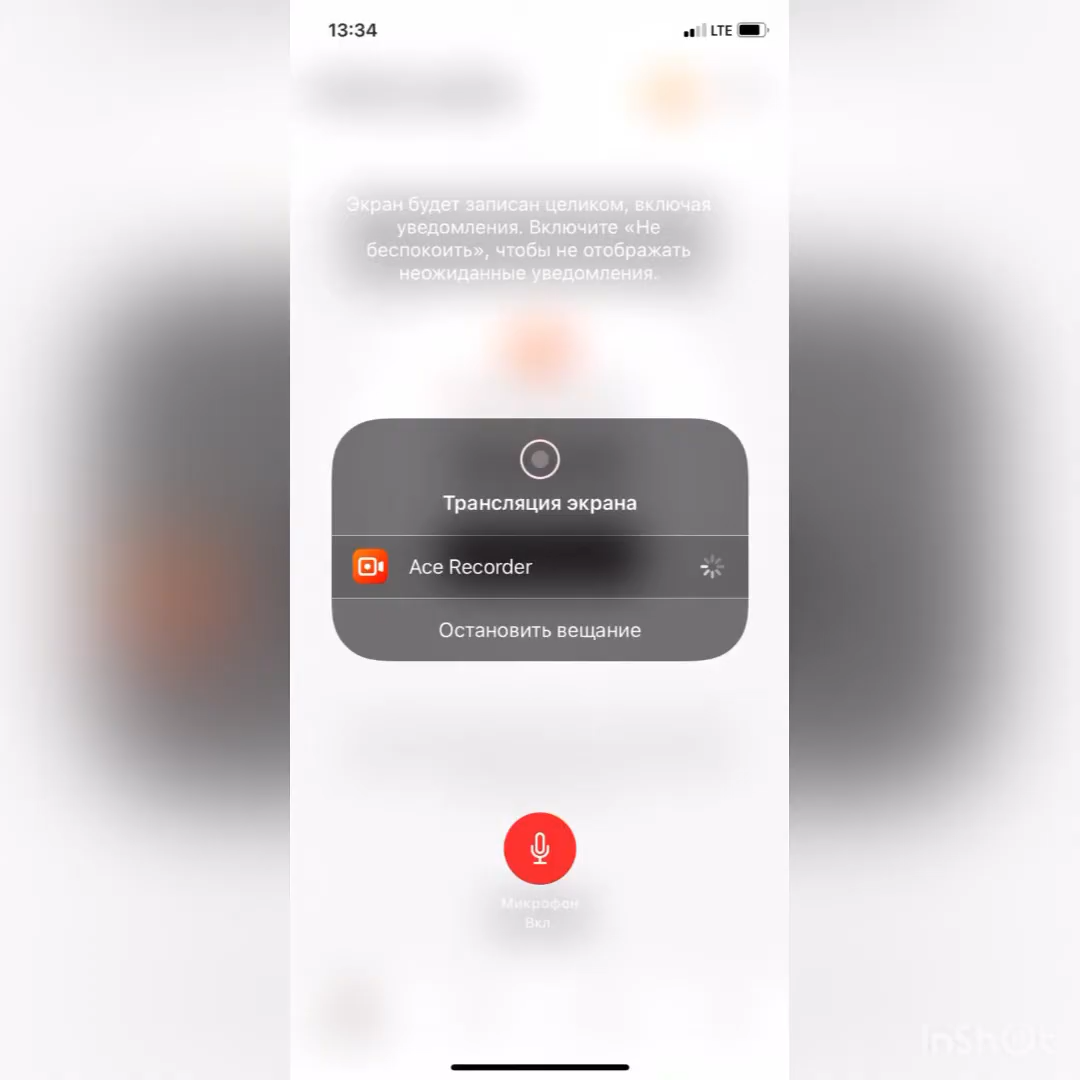 13:34
LTE
Экран будет записан целиком, включая
уведомления. Включите «Не
беспокоить», чтобы не отображать
неожиданные уведомления.
Трансляция экрана
Ace Recorder
Остановить вещание
Микрофон
Вкл
InShOt